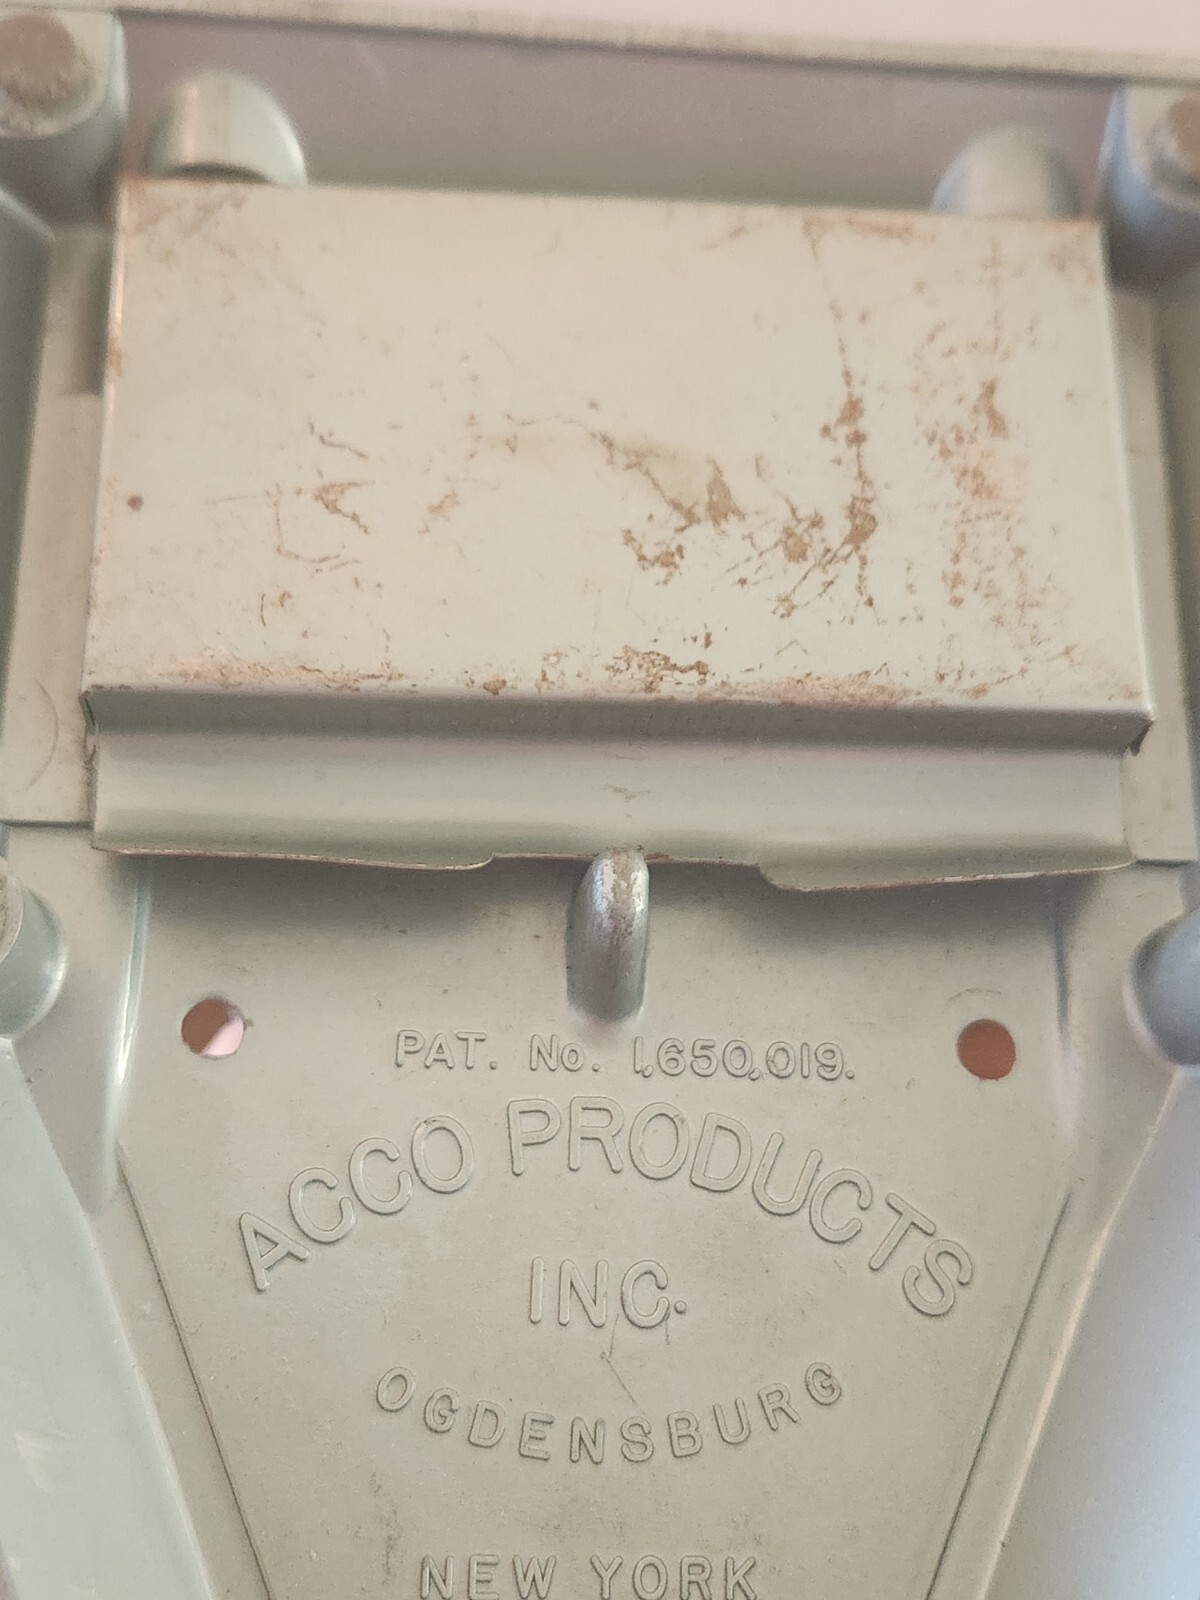 PAT. No. 1,650,019.
ACCO PRODUCTS
INC.
OGDENSBURG
NEW YORK